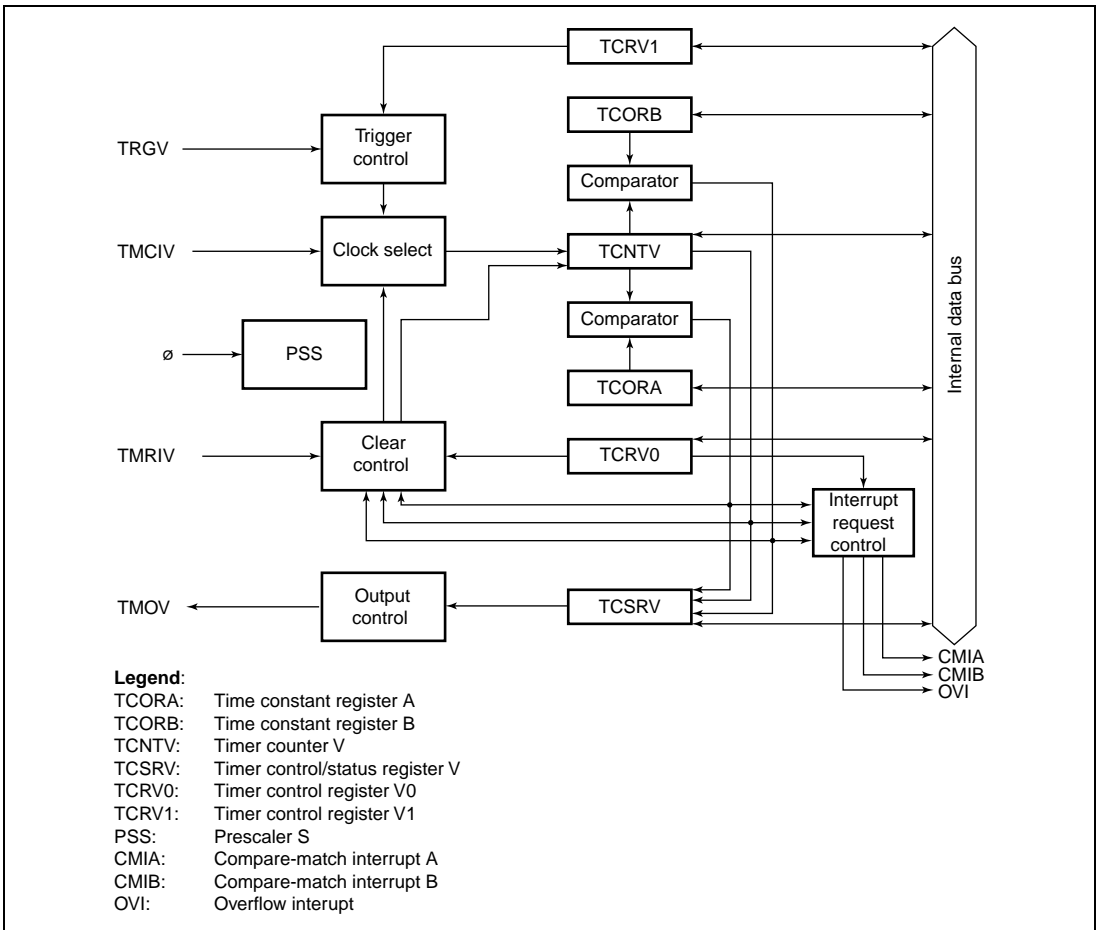 TCRV1
TCORB
TRGV
Trigger
control
Comparator
TMCIV
Clock select
TCNTV
Comparator
Internal data bus
ø
PSS
TCORA
TMRIV
Clear
control
TCRV0
Interrupt
request
control
TMOV
Output
control
TCSRV
CMIA
CMIB
OVI
Legend:
TCORA: Time constant register A
TCORB: Time constant register B
TCNTV: Timer counter V
TCSRV: Timer control/status register V
TCRV0: Timer control register V0
TCRV1: Timer control register V1
PSS: Prescaler S
CMIA: Compare-match interrupt A
CMIB: Compare-match interrupt B
OVI: Overflow interupt